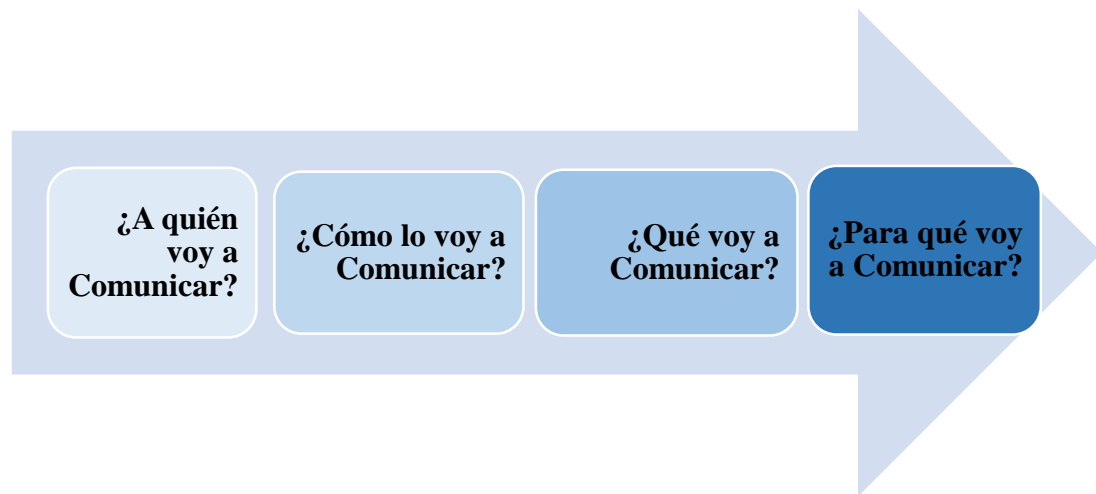 ¿A quién
voy a
Comunicar?
¿Cómo lo voy a
Comunicar?
¿Qué voy a
Comunicar?
¿Para qué voy
a Comunicar?